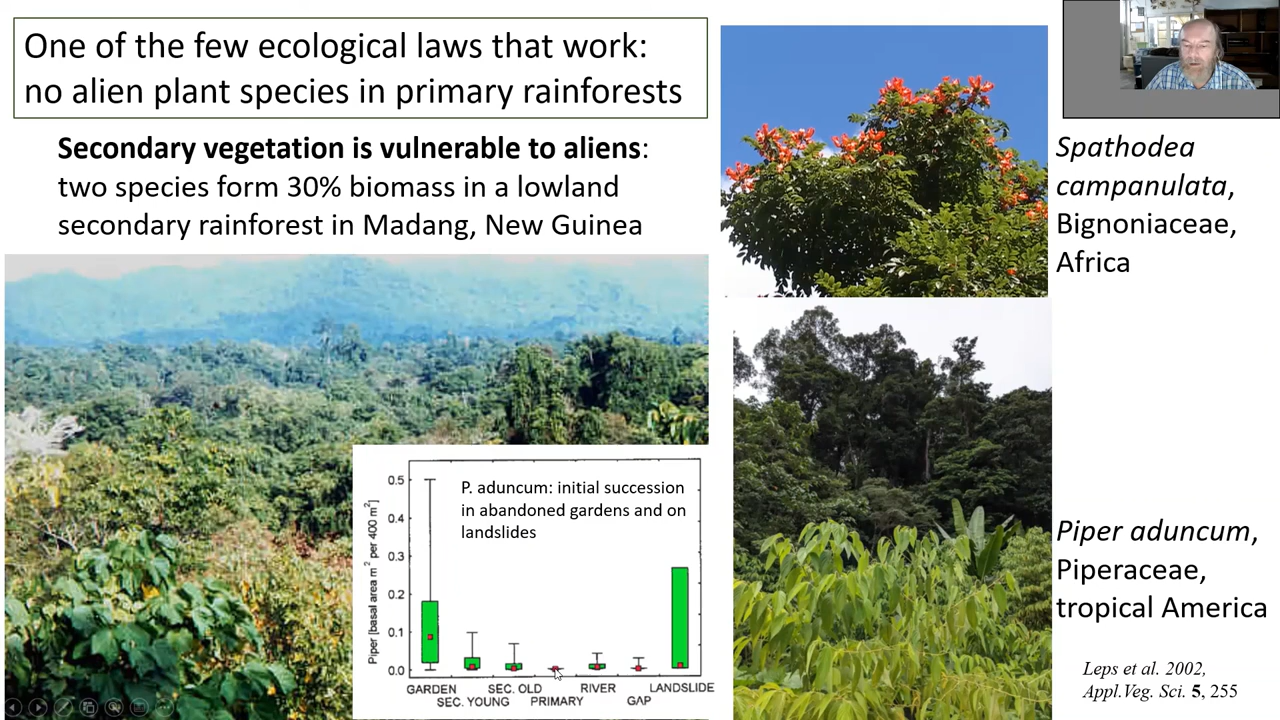 One of the few ecological laws that work:
no alien plant species in primary rainforests
Secondary vegetation is vulnerable to aliens:
two species form 30% biomass in a lowland
secondary rainforest in Madang, New Guinea
Spathodea
campanulata,
Bignoniaceae,
Africa
P. aduncum: initial succession
in abandoned gardens and on
landslides
Piper [basal area m² per 400 m²]
0.5
0.4
0.3
0.2
0.1
0.0
GARDEN
SEC. YOUNG
SEC. OLD
PRIMARY
RIVER
GAP
LANDSLIDE
Piper aduncum,
Piperaceae,
tropical America
Leps et al. 2002,
Appl.Veg. Sci. 5, 255